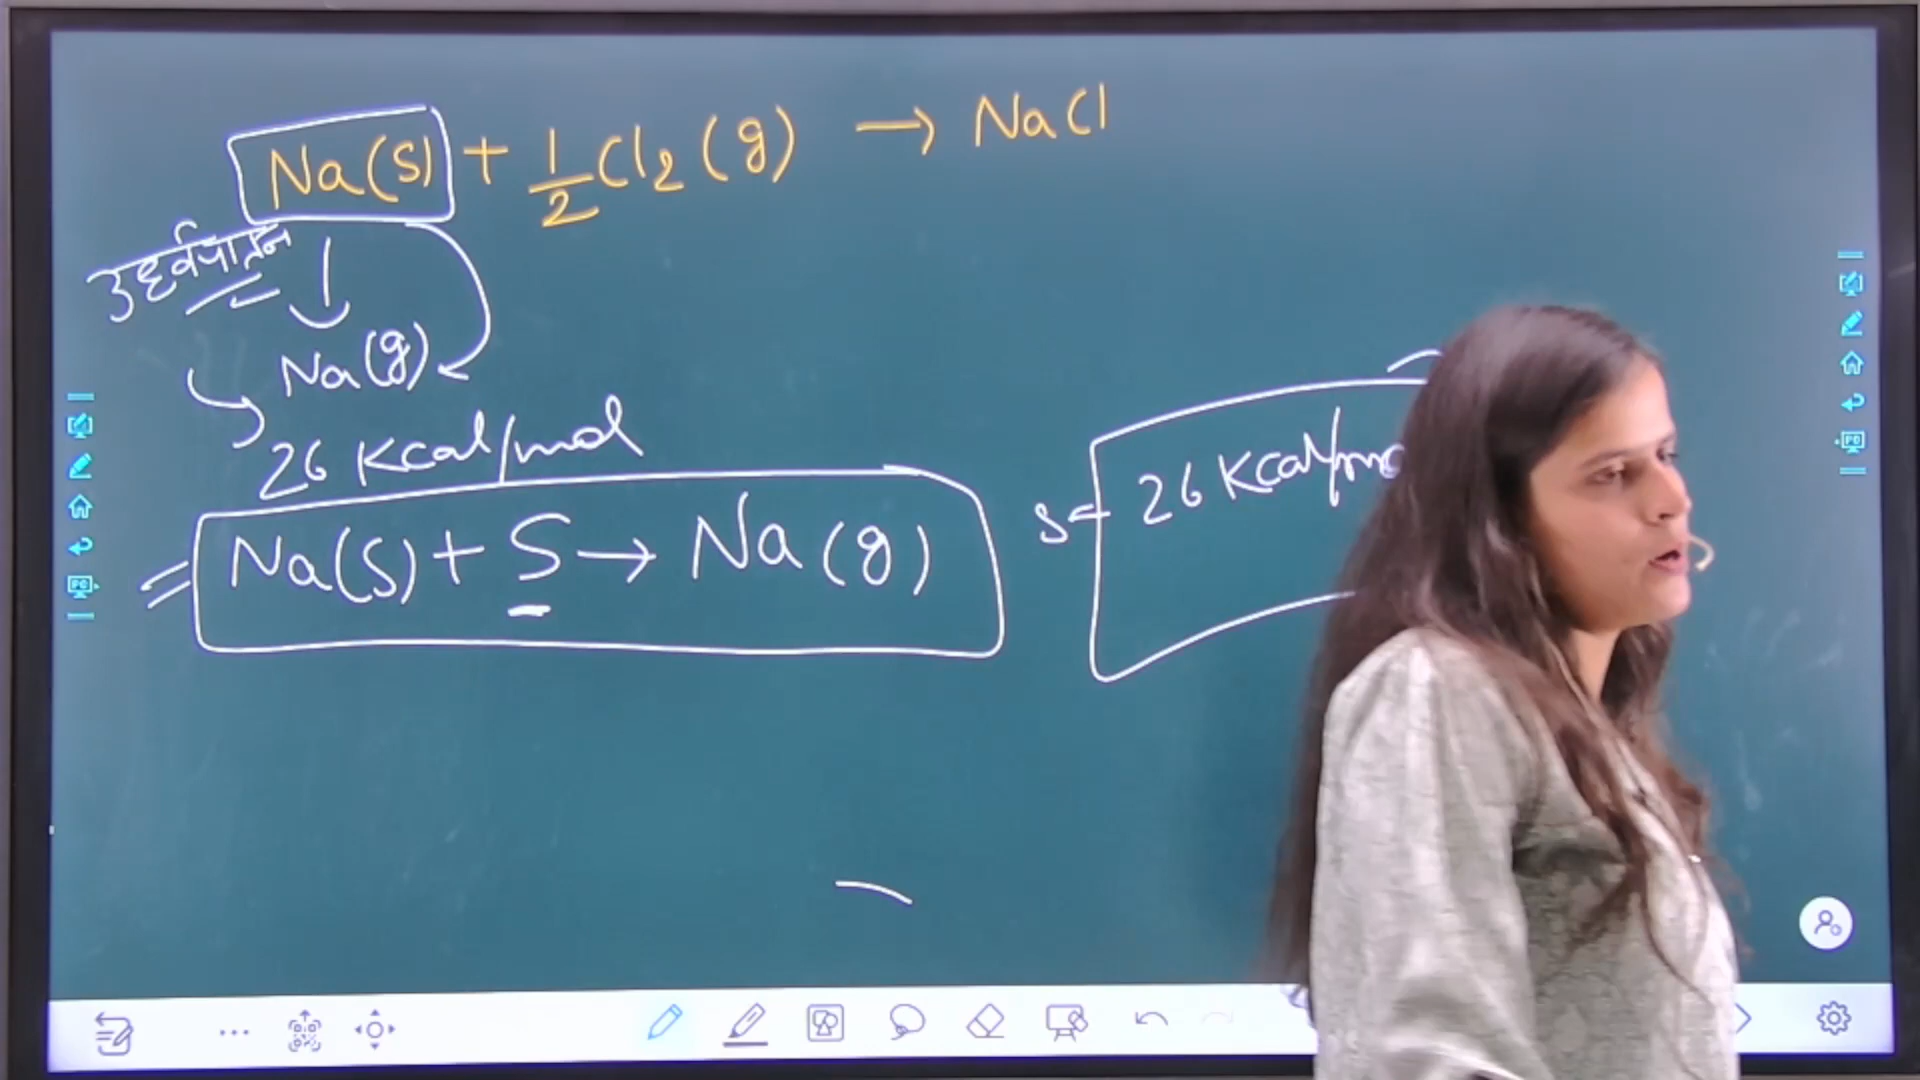 Na(s) + 1/2 Cl2 (g) → NaCl
उर्ध्वपातन
Na(g)
26 Kcal/mol
= Na(s) + S → Na (g)
S = 26 Kcal/mo